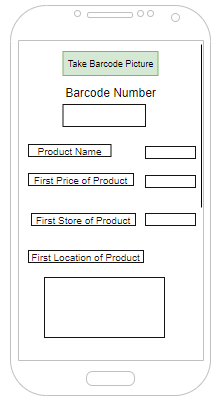 Take Barcode Picture
Barcode Number
Product Name
First Price of Product
First Store of Product
First Location of Product